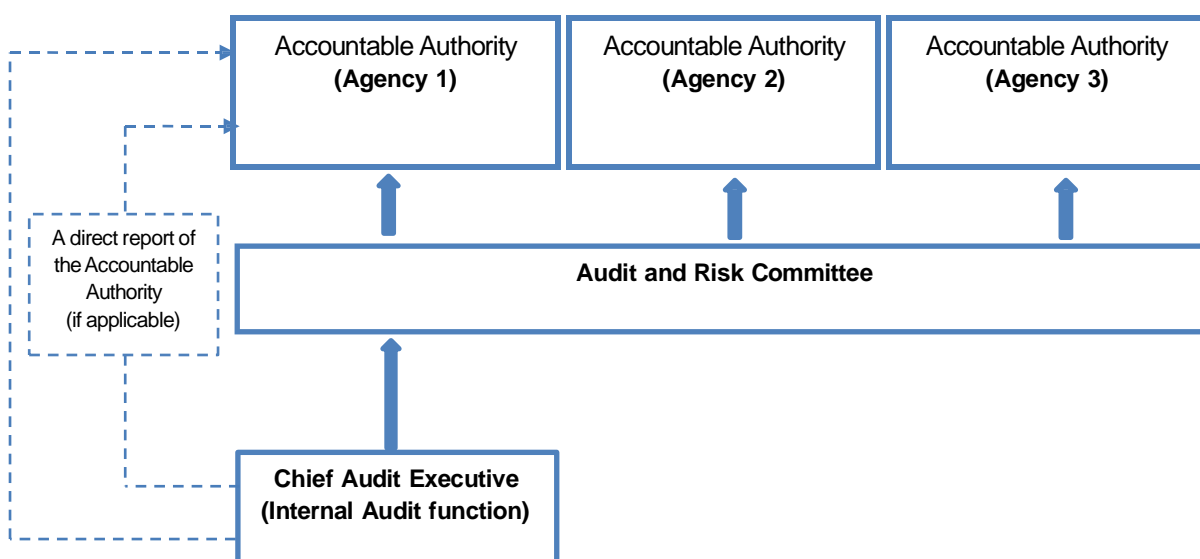 Accountable Authority
(Agency 1)
Accountable Authority
(Agency 2)
Accountable Authority
(Agency 3)
A direct report of
the Accountable
Authority
(if applicable)
Audit and Risk Committee
Chief Audit Executive
(Internal Audit function)